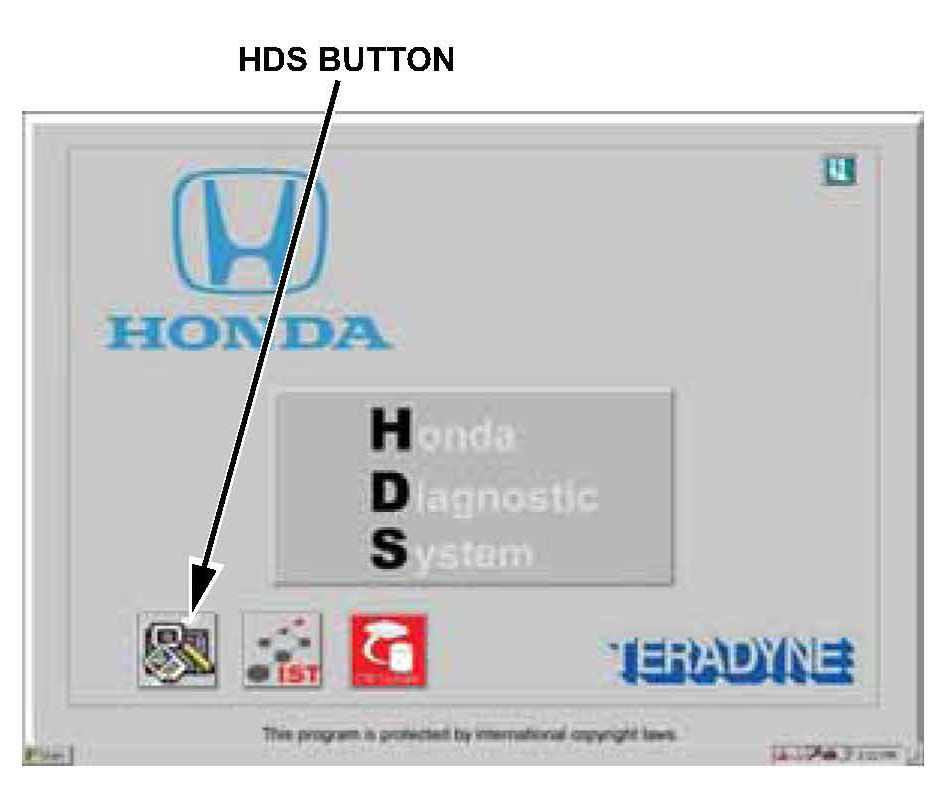 HDS BUTTON
HONDA
Honda
Diagnostic
System
IST
TERADYNE
This program is protected by international copyright laws.